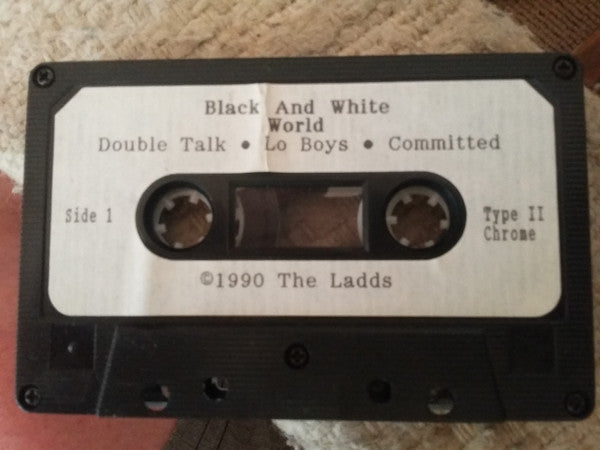 Black And White
World
Double Talk • Lo Boys • Committed
Side 1
Type II
Chrome
©1990 The Ladds